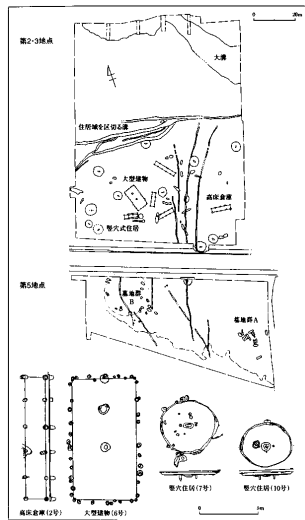 第2・3地点
0 20m
大溝
住居域を区切る溝
大型建物
高床倉庫
竪穴式住居
第5地点
墓地群
B
墓地群A
竪穴住居(7号)
竪穴住居(10号)
高床倉庫(2号)
大型建物(6号)
0 5m